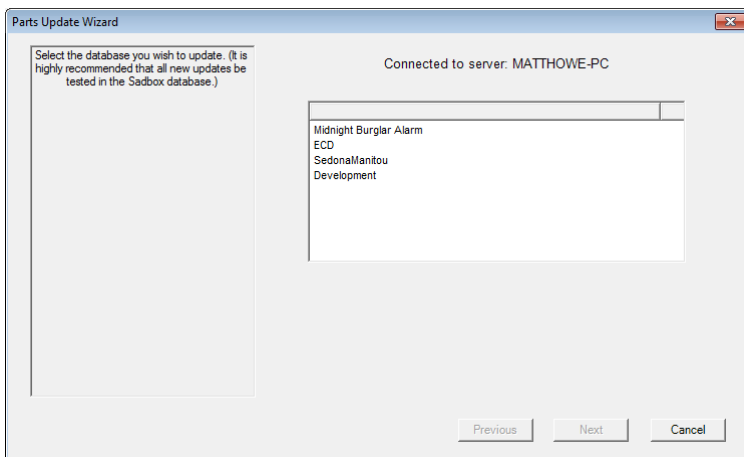 Parts Update Wizard
Select the database you wish to update. (It is
highly recommended that all new updates be
tested in the Sadbox database.)
Connected to server: MATTHOWE-PC
Midnight Burglar Alarm
ECD
SedonaManitou
Development
Previous
Next
Cancel